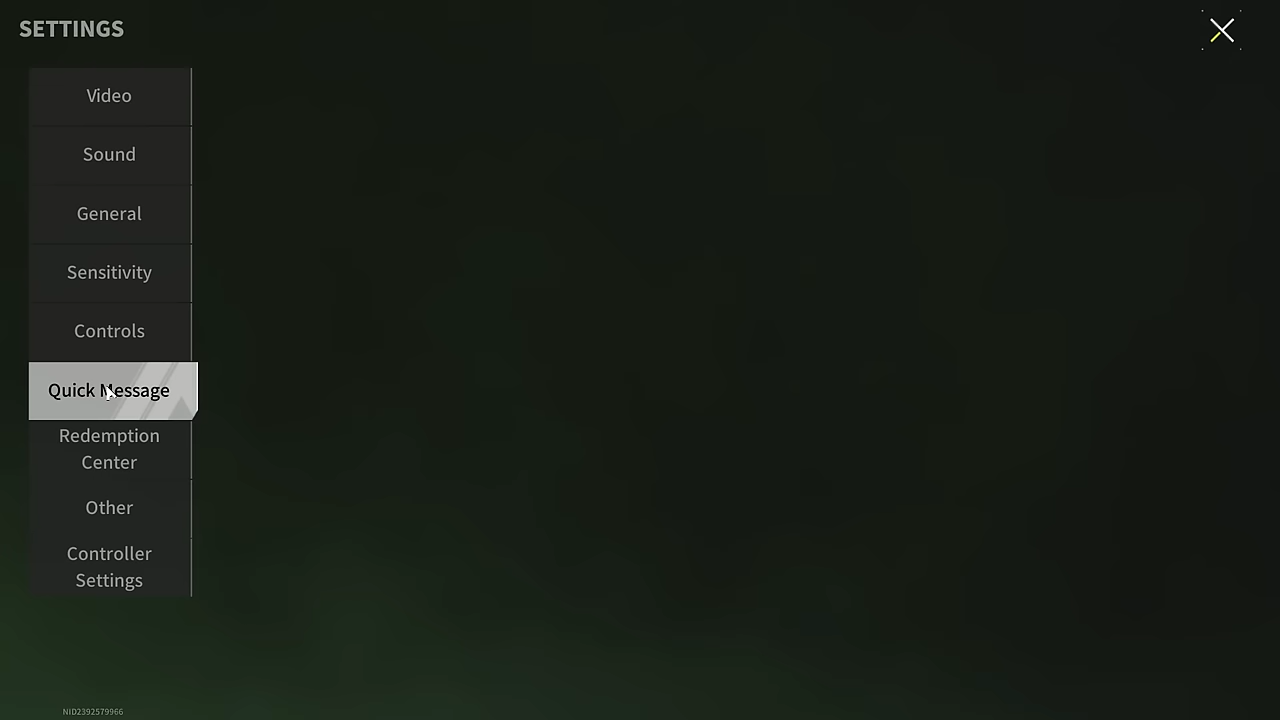 SETTINGS
Video
Sound
General
Sensitivity
Controls
Quick Message
Redemption
Center
Other
Controller
Settings
NID2392579966